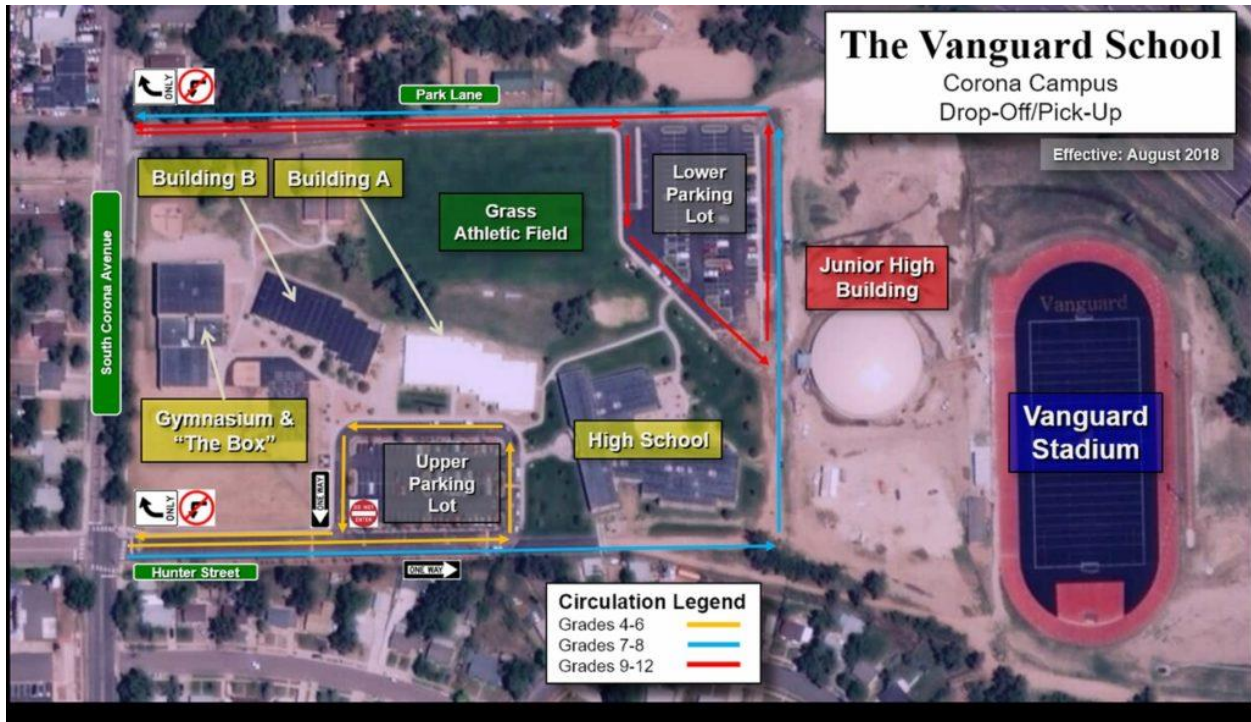 The Vanguard School
Corona Campus
Drop-Off/Pick-Up
Effective: August 2018
ONLY
Park Lane
Building B
Building A
Lower
Parking
Lot
Grass
Athletic Field
South Corona Avenue
Junior High
Building
Vanguard
Vanguard
Stadium
Gymnasium &
"The Box"
High School
Upper
Parking
Lot
ONE WAY
DO NOT
ENTER
ONLY
Hunter Street
ONE WAY
Circulation Legend
Grades 4-6
Grades 7-8
Grades 9-12